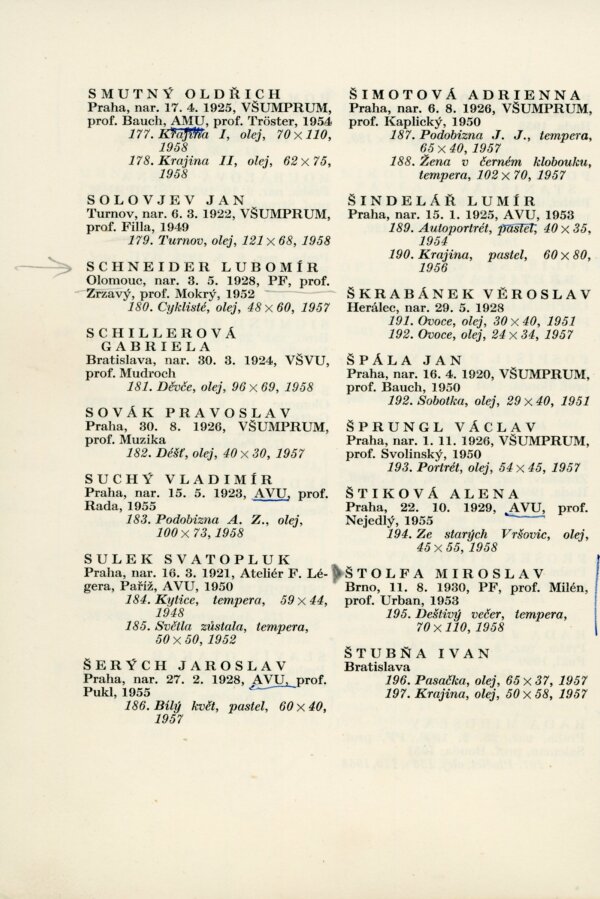 SMUTNÝ OLDŘICH
Praha, nar. 17. 4. 1925, VŠUMPRUM,
prof. Bauch, AMU, prof. Tröster, 1954
177. Krajina I, olej, 70×110,
1958
178. Krajina II, olej, 62×75,
1958
SOLOVJEV JAN
Turnov, nar. 6. 3. 1922, VŠUMPRUM,
prof. Filla, 1949
179. Turnov, olej, 121×68, 1958
SCHNEIDER LUBOMÍR
Olomouc, nar. 3. 5. 1928, PF, prof.
Zrzavý, prof. Mokrý, 1952
180. Cyklisté, olej, 48×60, 1957
SCHILLEROVÁ
GABRIELA
Bratislava, nar. 30. 3. 1924, VŠVU,
prof. Mudroch
181. Děvče, olej, 96×69, 1958
SOVÁK PRAVOSLAV
Praha, 30. 8. 1926, VŠUMPRUM,
prof. Muzika
182. Déšť, olej, 40×30, 1957
SUCHÝ VLADIMÍR
Praha, nar. 15. 5. 1923, AVU, prof.
Rada, 1955
183. Podobizna A. Z., olej,
100×73, 1958
SULEK SVATOPLUK
Praha, nar. 16. 3. 1921, Ateliér F. Lé-
gera, Paříž, AVU, 1950
184. Kytice, tempera, 59×44,
1948
185. Světla zůstala, tempera,
50×50, 1952
ŠERÝCH JAROSLAV
Praha, nar. 27. 2. 1928, AVU, prof.
Pukl, 1955
186. Bílý květ, pastel, 60×40,
1957
ŠIMOTOVÁ ADRIENNA
Praha, nar. 6. 8. 1926, VŠUMPRUM,
prof. Kaplický, 1950
187. Podobizna J. J., tempera,
65×40, 1957
188. Žena v černém klobouku,
tempera, 102×70, 1957
ŠINDELÁŘ LUMÍR
Praha, nar. 15. 1. 1925, AVU, 1953
189. Autoportrét, pastel, 40×35,
1954
190. Krajina, pastel, 60×80,
1956
ŠKRABÁNEK VĚROSLAV
Herálec, nar. 29. 5. 1928
191. Ovoce, olej, 30×40, 1951
192. Ovoce, olej, 24×34, 1957
ŠPÁLA JAN
Praha, nar. 16. 4. 1920, VŠUMPRUM,
prof. Bauch, 1950
192. Sobotka, olej, 29×40, 1951
ŠPRUNGL VÁCLAV
Praha, nar. 1. 11. 1926, VŠUMPRUM,
prof. Svolinský, 1950
193. Portrét, olej, 54×45, 1957
ŠTIKOVÁ ALENA
Praha, 22. 10. 1929, AVU, prof.
Nejedlý, 1955
194. Ze starých Vršovic, olej,
45×55, 1958
ŠTOLFA MIROSLAV
Brno, 11. 8. 1930, PF, prof. Milén,
prof. Urban, 1953
195. Deštivý večer, tempera,
70×110, 1958
ŠTUBŇA IVAN
Bratislava
196. Pasačka, olej, 65×37, 1957
197. Krajina, olej, 50×58, 1957